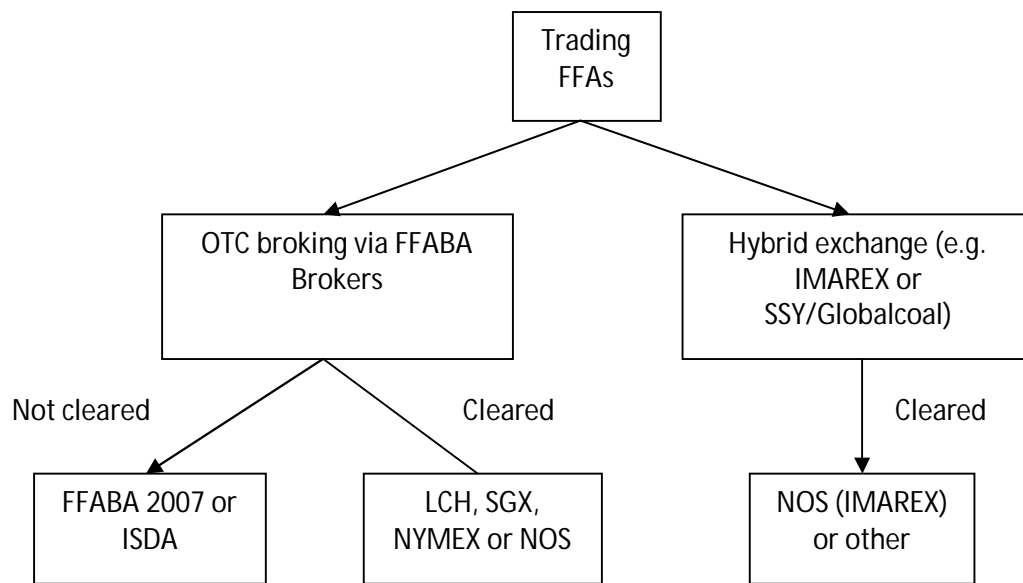 Trading
FFAs
OTC broking via FFABA
Brokers
Hybrid exchange (e.g.
IMAREX or
SSY/Globalcoal)
Not cleared
Cleared
Cleared
FFABA 2007 or
ISDA
LCH, SGX,
NYMEX or NOS
NOS (IMAREX)
or other